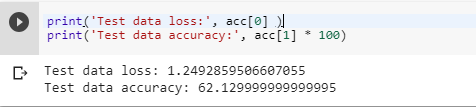 print('Test data loss:', acc[0] )
print('Test data accuracy:', acc[1] * 100)
Test data loss: 1.2492859506607055
Test data accuracy: 62.129999999999995